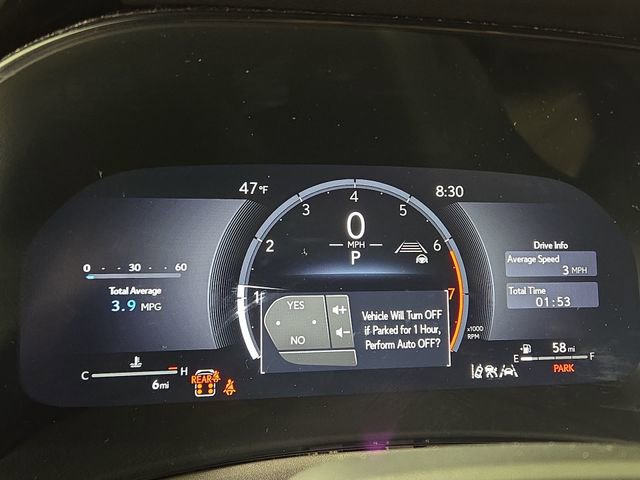 47°F
8:30
1 2 3 4 5 6 7
x1000
RPM
0
MPH
P
0 - - 30 - - 60
Total Average
3.9 MPG
Drive Info
Average Speed
3 MPH
Total Time
01:53
YES
NO
+
-
Vehicle Will Turn OFF
if Parked for 1 Hour,
Perform Auto OFF?
C H
6 mi
REAR
58 mi
E F
PARK